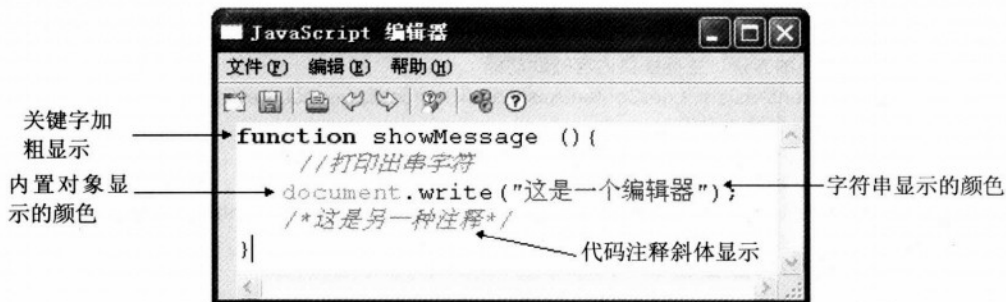 JavaScript 编辑器
文件(F) 编辑(E) 帮助(H)
关键字加
粗显示
function showMessage (){
//打印出串字符
内置对象显
示的颜色
document.write("这是一个编辑器");
字符串显示的颜色
/*这是另一种注释*/
代码注释斜体显示
}